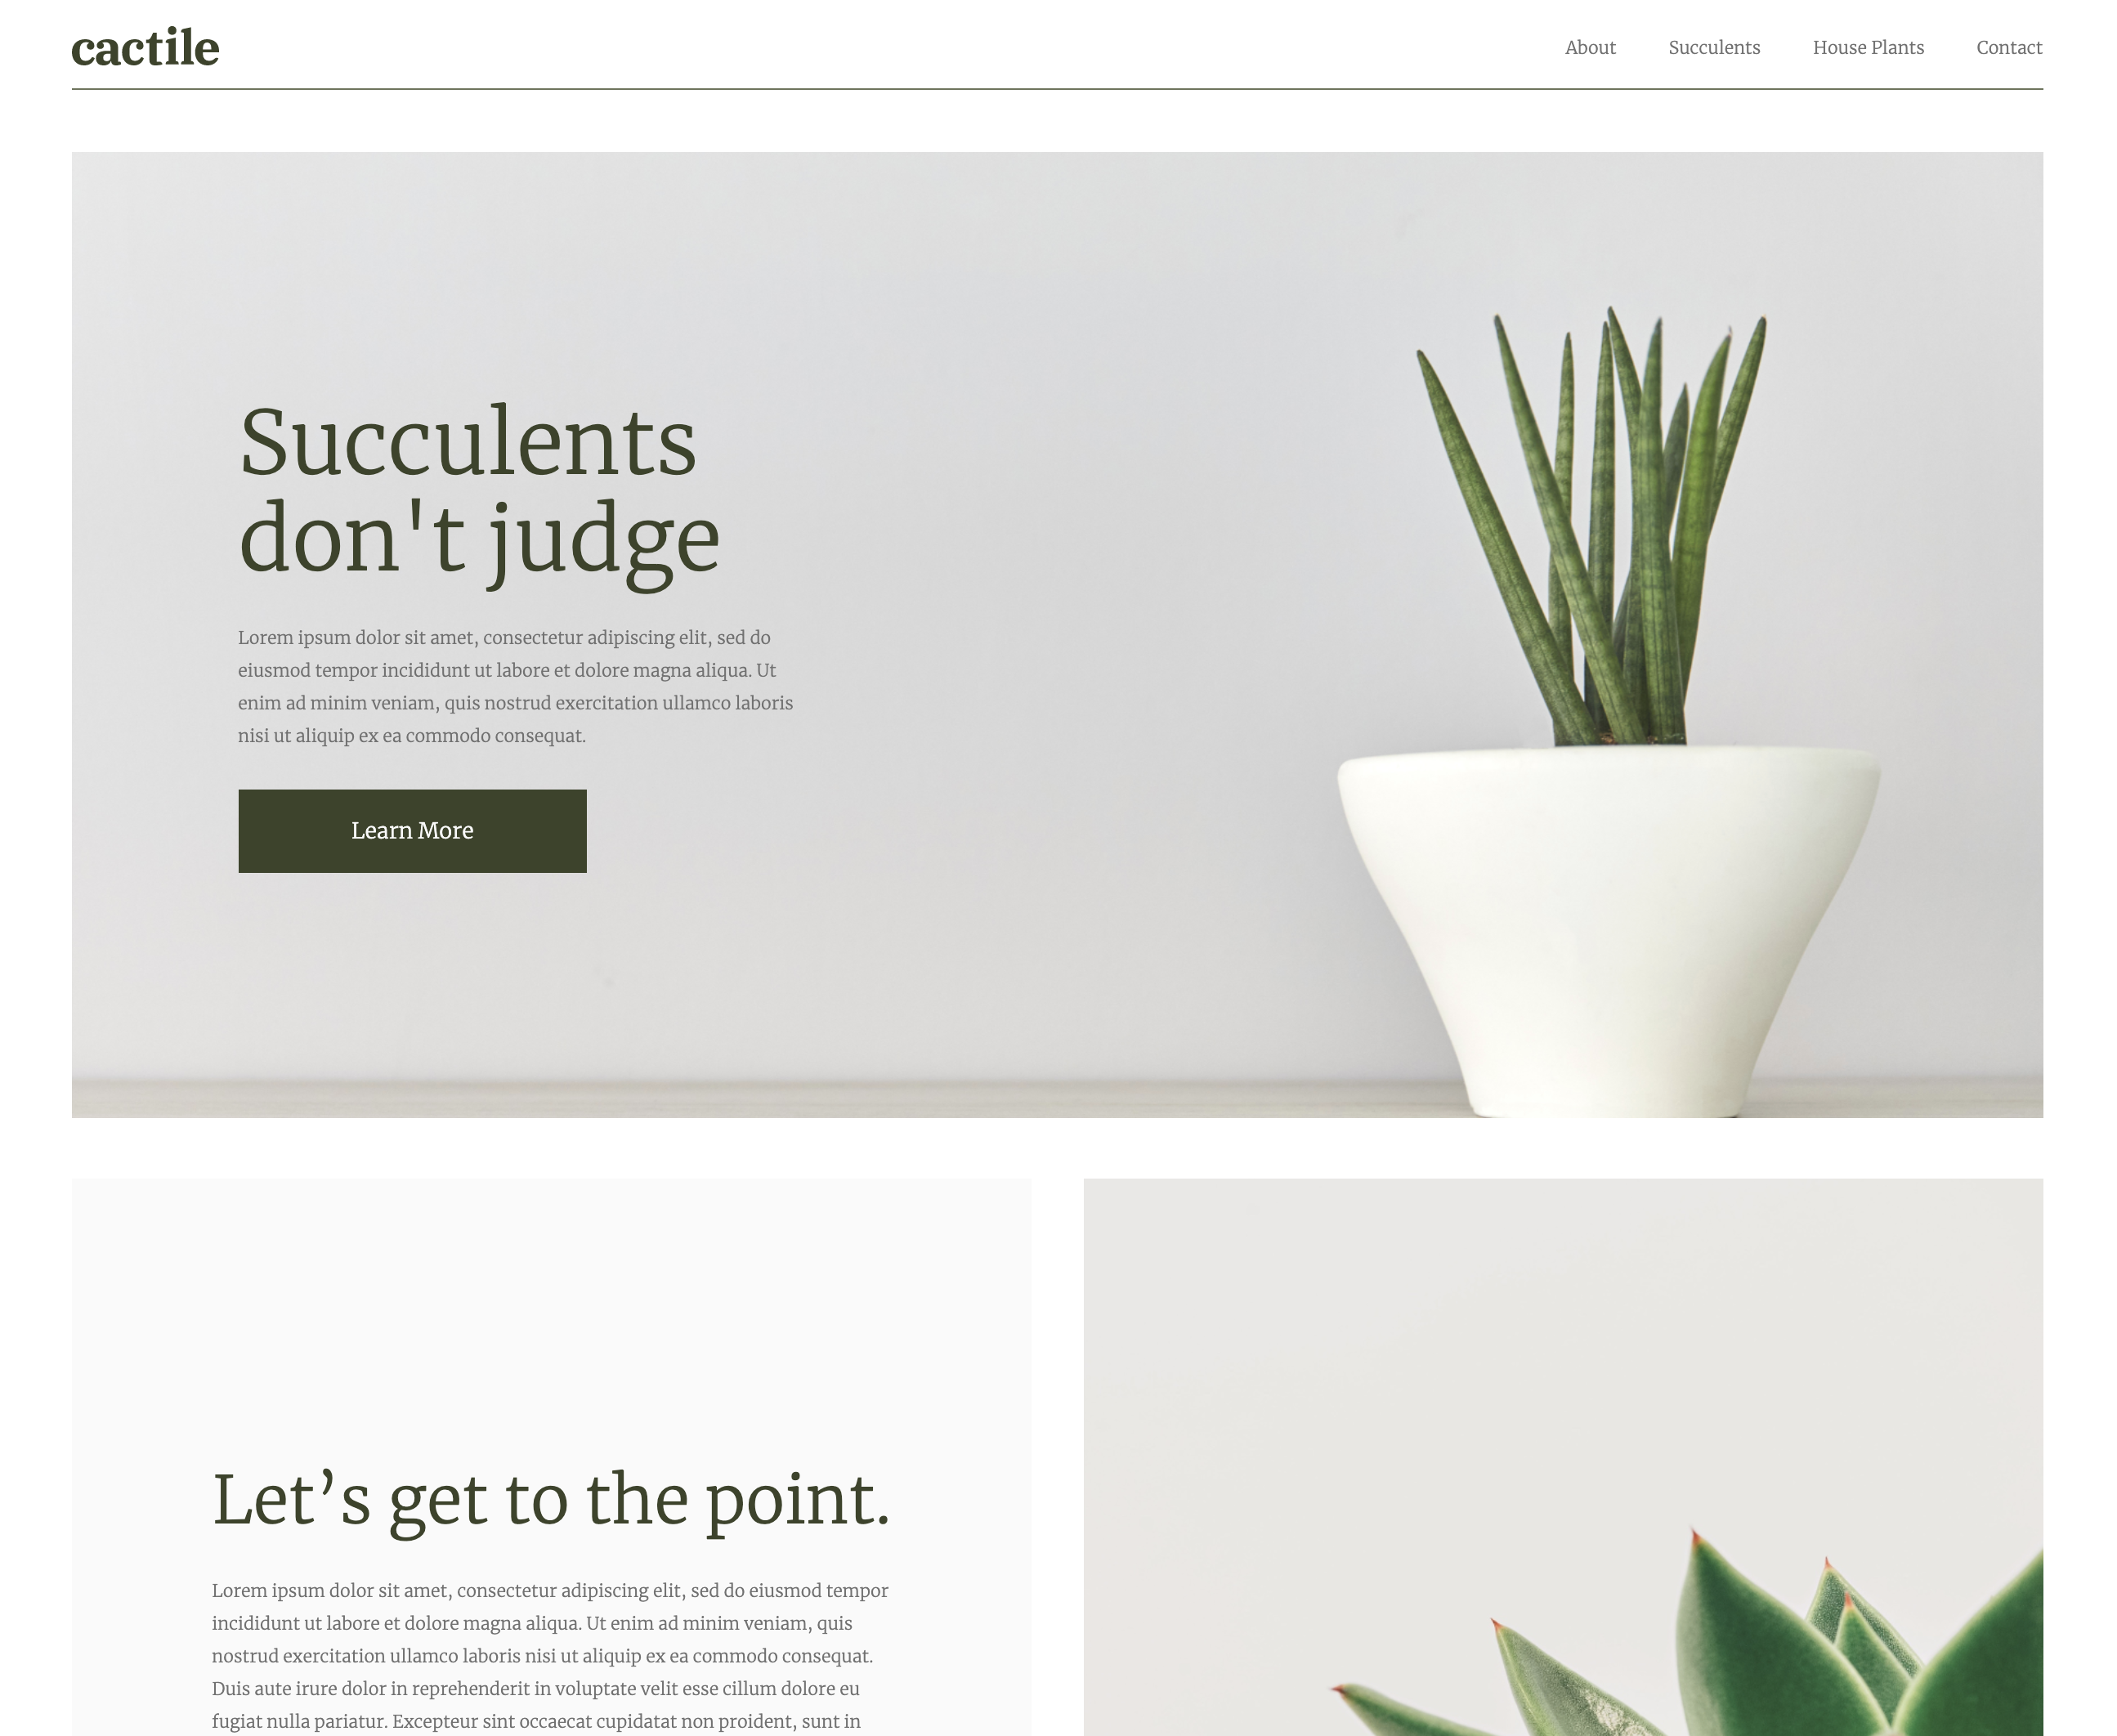 cactile
About Succulents House Plants Contact
Succulents
don't judge
Lorem ipsum dolor sit amet, consectetur adipiscing elit, sed do
eiusmod tempor incididunt ut labore et dolore magna aliqua. Ut
enim ad minim veniam, quis nostrud exercitation ullamco laboris
nisi ut aliquip ex ea commodo consequat.
Learn More
Let’s get to the point.
Lorem ipsum dolor sit amet, consectetur adipiscing elit, sed do eiusmod tempor
incididunt ut labore et dolore magna aliqua. Ut enim ad minim veniam, quis
nostrud exercitation ullamco laboris nisi ut aliquip ex ea commodo consequat.
Duis aute irure dolor in reprehenderit in voluptate velit esse cillum dolore eu
fugiat nulla pariatur. Excepteur sint occaecat cupidatat non proident, sunt in